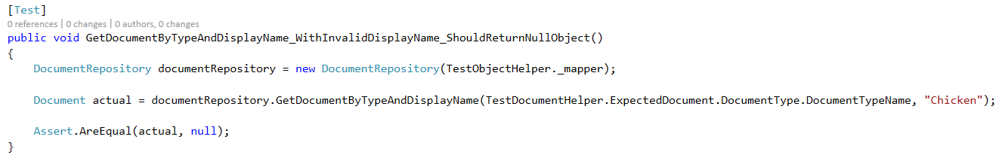 [Test]
0 references | 0 changes | 0 authors, 0 changes
public void GetDocumentByTypeAndDisplayName_WithInvalidDisplayName_ShouldReturnNullObject()
{
    DocumentRepository documentRepository = new DocumentRepository(TestObjectHelper._mapper);
    Document actual = documentRepository.GetDocumentByTypeAndDisplayName(TestDocumentHelper.ExpectedDocument.DocumentType.DocumentTypeName, "Chicken");
    Assert.AreEqual(actual, null);
}